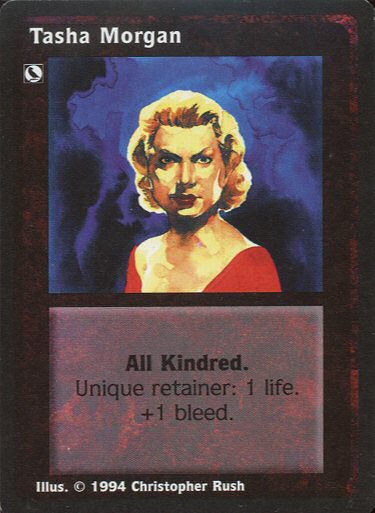 Tasha Morgan
All Kindred.
Unique retainer: 1 life.
+1 bleed.
Illus. © 1994 Christopher Rush